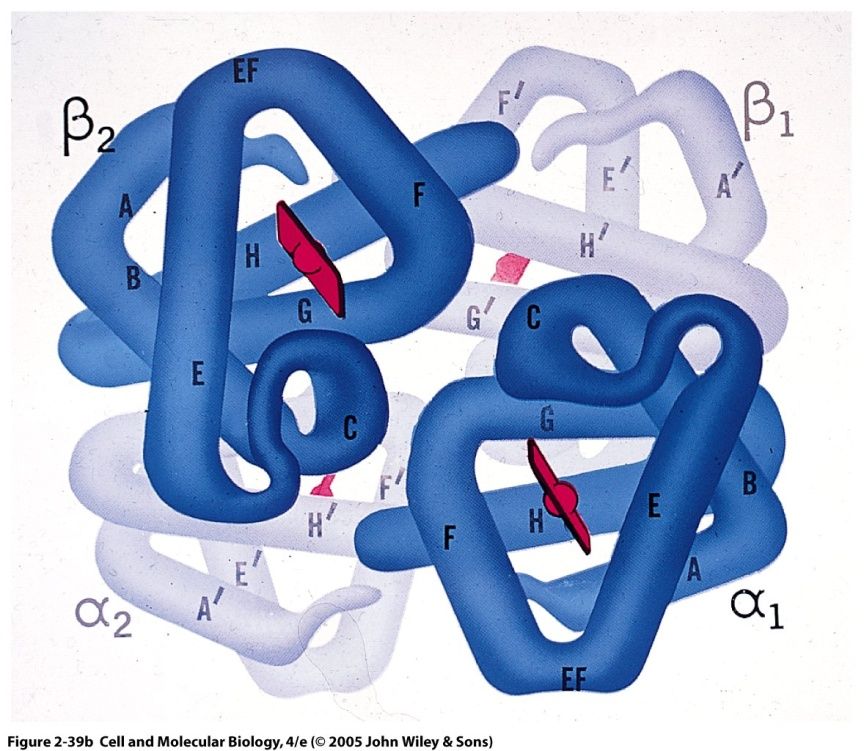 EF
F′
β2
β1
A
F
E′
A′
H
H′
B
G
G′
C
E
C
G
F′
B
E
H
H′
F
E′
A
A′
α2
α1
EF
Figure 2-39b Cell and Molecular Biology, 4/e (© 2005 John Wiley & Sons)